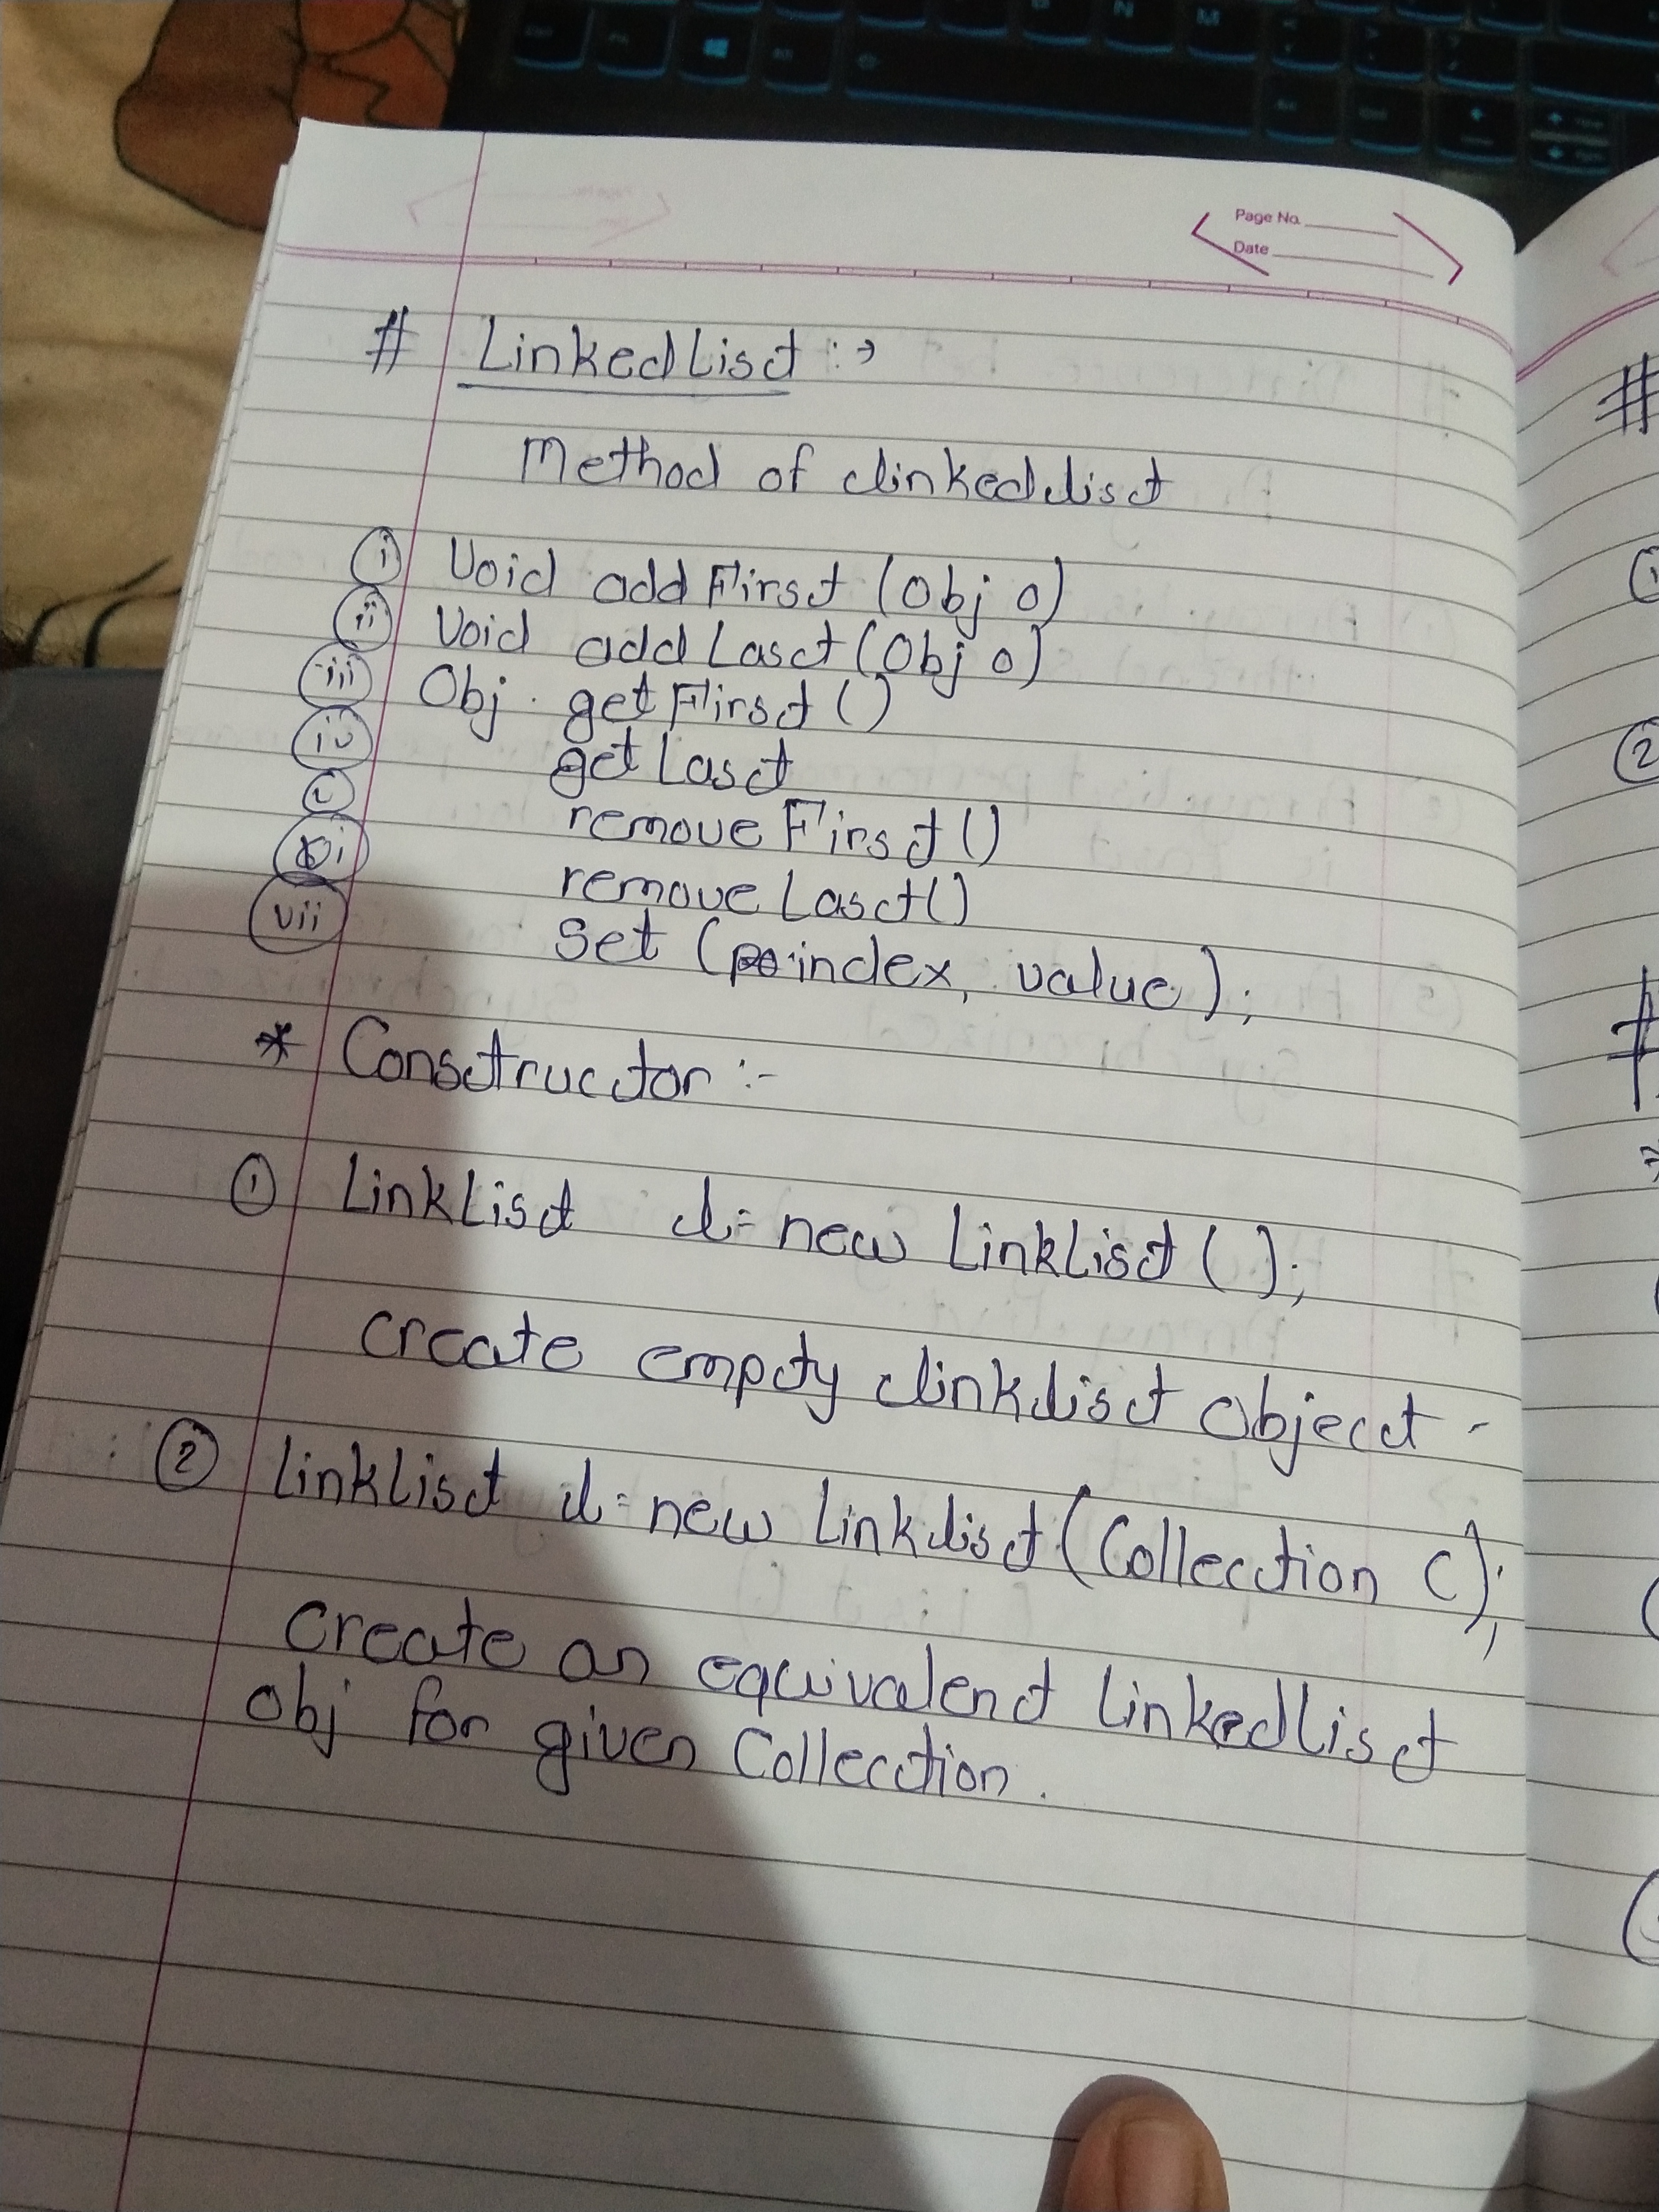 Page No.
Date
# LinkedList :→
Method of linkedlist
i Void addFirst (Obj o)
ii Void addLast (Obj o)
iii Obj getFirst ()
iv getLast
v removeFirst ()
vi removeLast ()
vii set (index, value);
* Constructor :-
1 LinkList l = new LinkList ( );
create empty linklist object -
2 LinkList l = new Linklist (Collection C);
create an equivalent LinkedList
obj for given Collection.
#
1
2
#
*